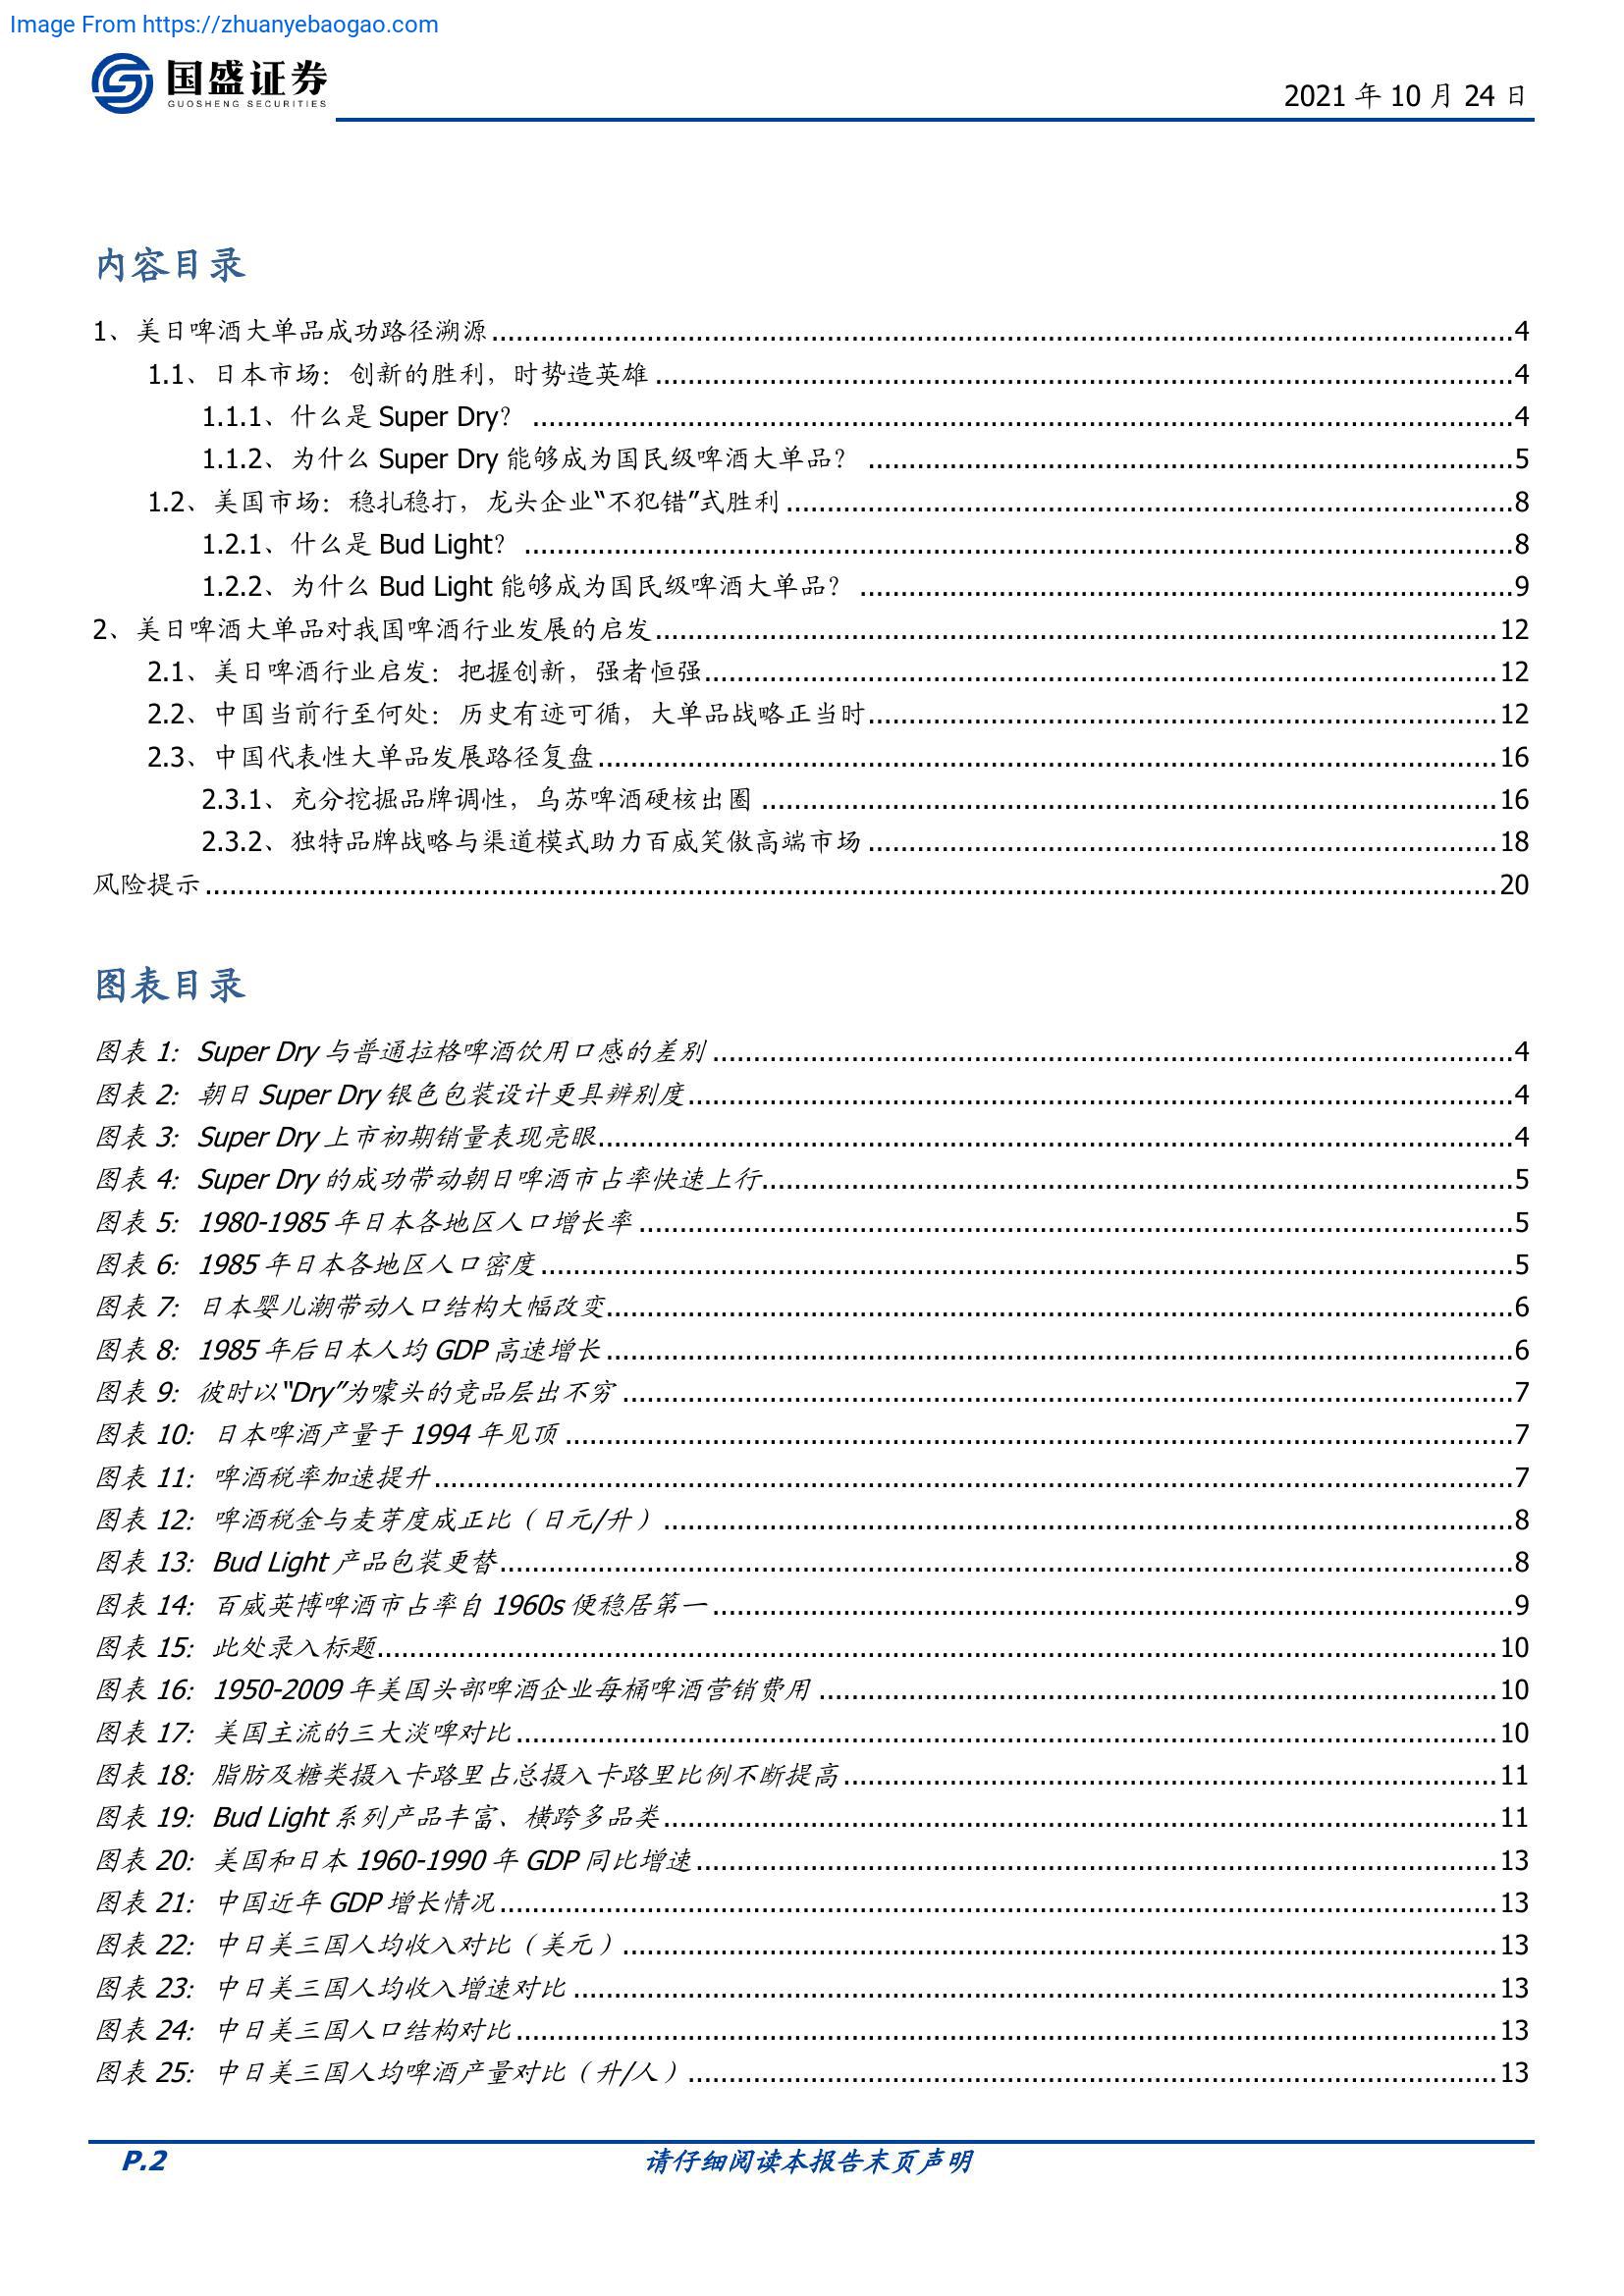 Image From https://zhuanyebaogao.com
国盛证券
GUOSHENG SECURITIES
2021 年 10 月 24 日
内容目录
1、美日啤酒大单品成功路径溯源 4
1.1、日本市场：创新的胜利，时势造英雄 4
1.1.1、什么是 Super Dry？ 4
1.1.2、为什么 Super Dry 能够成为国民级啤酒大单品？ 5
1.2、美国市场：稳扎稳打，龙头企业“不犯错”式胜利 8
1.2.1、什么是 Bud Light？ 8
1.2.2、为什么 Bud Light 能够成为国民级啤酒大单品？ 9
2、美日啤酒大单品对我国啤酒行业发展的启发 12
2.1、美日啤酒行业启发：把握创新，强者恒强 12
2.2、中国当前行至何处：历史有迹可循，大单品战略正当时 12
2.3、中国代表性大单品发展路径复盘 16
2.3.1、充分挖掘品牌调性，乌苏啤酒硬核出圈 16
2.3.2、独特品牌战略与渠道模式助力百威笑傲高端市场 18
风险提示 20
图表目录
图表 1：Super Dry 与普通拉格啤酒饮用口感的差别 4
图表 2：朝日 Super Dry 银色包装设计更具辨别度 4
图表 3：Super Dry 上市初期销量表现亮眼 4
图表 4：Super Dry 的成功带动朝日啤酒市占率快速上行 5
图表 5：1980-1985 年日本各地区人口增长率 5
图表 6：1985 年日本各地区人口密度 5
图表 7：日本婴儿潮带动人口结构大幅改变 6
图表 8：1985 年后日本人均 GDP 高速增长 6
图表 9：彼时以“Dry”为噱头的竞品层出不穷 7
图表 10：日本啤酒产量于 1994 年见顶 7
图表 11：啤酒税率加速提升 7
图表 12：啤酒税金与麦芽度成正比（日元/升） 8
图表 13：Bud Light 产品包装更替 8
图表 14：百威英博啤酒市占率自 1960s 便稳居第一 9
图表 15：此处录入标题 10
图表 16：1950-2009 年美国头部啤酒企业每桶啤酒营销费用 10
图表 17：美国主流的三大淡啤对比 10
图表 18：脂肪及糖类摄入卡路里占总摄入卡路里比例不断提高 11
图表 19：Bud Light 系列产品丰富、横跨多品类 11
图表 20：美国和日本 1960-1990 年 GDP 同比增速 13
图表 21：中国近年 GDP 增长情况 13
图表 22：中日美三国人均收入对比（美元） 13
图表 23：中日美三国人均收入增速对比 13
图表 24：中日美三国人口结构对比 13
图表 25：中日美三国人均啤酒产量对比（升/人） 13
P.2
请仔细阅读本报告末页声明